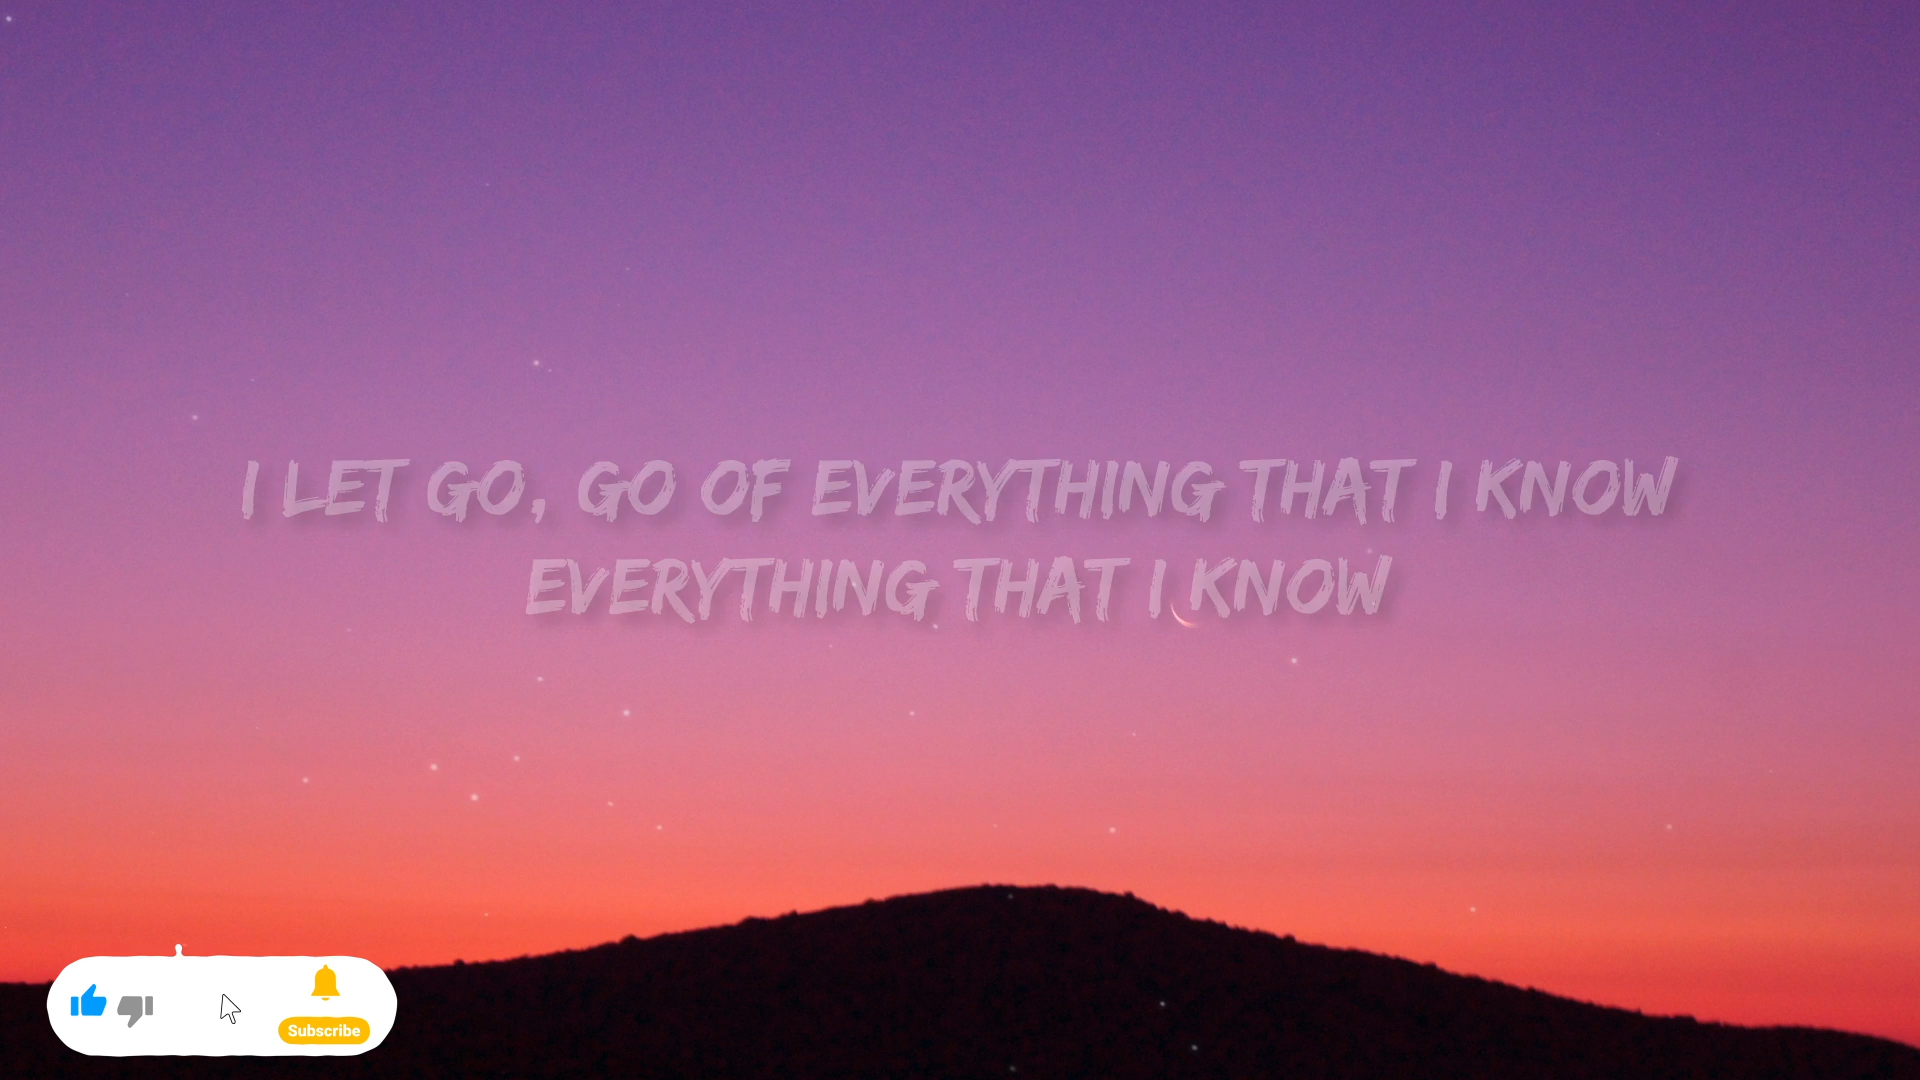 I LET GO, GO OF EVERYTHING THAT I KNOW
EVERYTHING THAT I KNOW
Subscribe